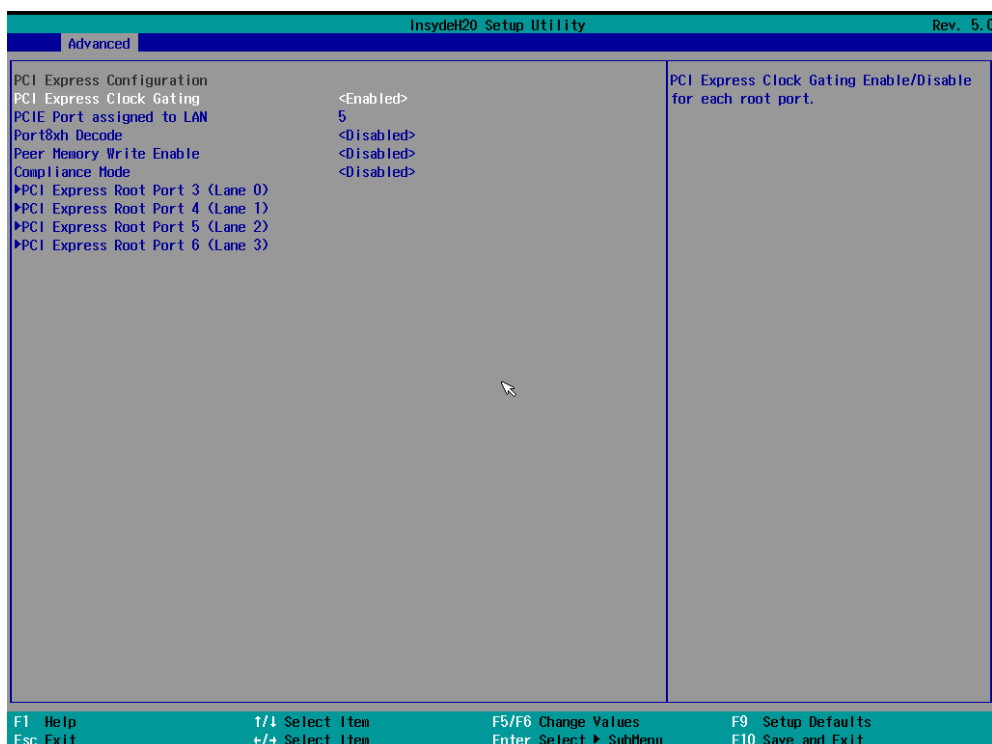 InsydeH20 Setup Utility Rev. 5.0
Advanced
PCI Express Configuration
PCI Express Clock Gating <Enabled>
PCIE Port assigned to LAN 5
Port8xh Decode <Disabled>
Peer Memory Write Enable <Disabled>
Compliance Mode <Disabled>
▶PCI Express Root Port 3 (Lane 0)
▶PCI Express Root Port 4 (Lane 1)
▶PCI Express Root Port 5 (Lane 2)
▶PCI Express Root Port 6 (Lane 3)
PCI Express Clock Gating Enable/Disable
for each root port.
F1 Help ↑/↓ Select Item F5/F6 Change Values F9 Setup Defaults
Esc Exit ←/→ Select Item Enter Select ▶ SubMenu F10 Save and Exit